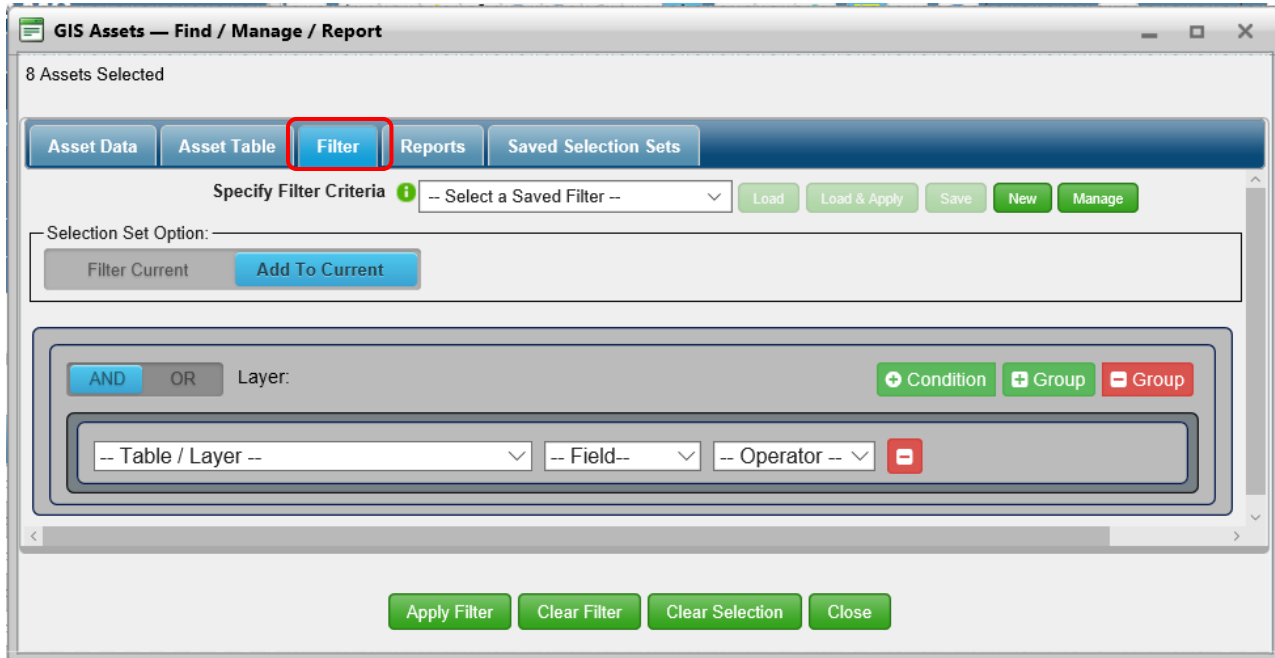 GIS Assets — Find / Manage / Report
8 Assets Selected
Asset Data Asset Table Filter Reports Saved Selection Sets
Specify Filter Criteria -- Select a Saved Filter -- Load Load & Apply Save New Manage
Selection Set Option:
Filter Current Add To Current
AND OR Layer: Condition Group Group
-- Table / Layer -- -- Field-- -- Operator --
Apply Filter Clear Filter Clear Selection Close